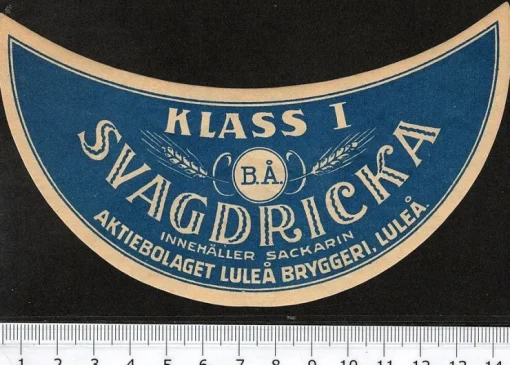 KLASS I
SVAGDRICKA
B.Å.
INNEHÅLLER SACKARIN
AKTIEBOLAGET LULEÅ BRYGGERI, LULEÅ.
1 2 3 4 5 6 7 8 9 10 11 12 13 14